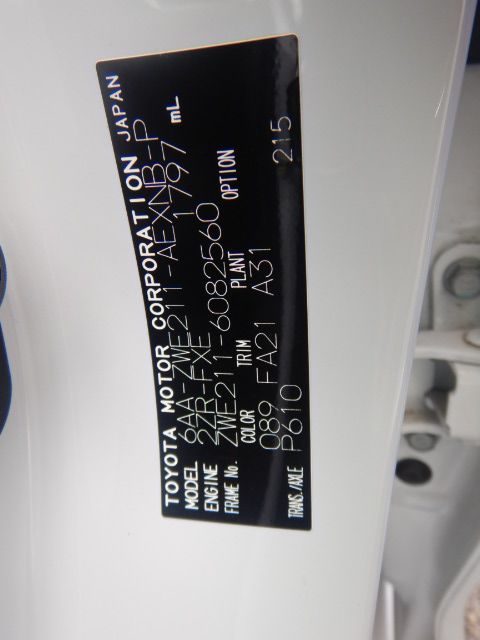 TOYOTA MOTOR CORPORATION JAPAN
MODEL 6AA-ZWE211-AEXNB-P
ENGINE 2ZR-FXE 1797 mL
FRAME No. ZWE211-6082560
COLOR TRIM PLANT OPTION
089 FA21 A31 215
TRANS./AXLE P610